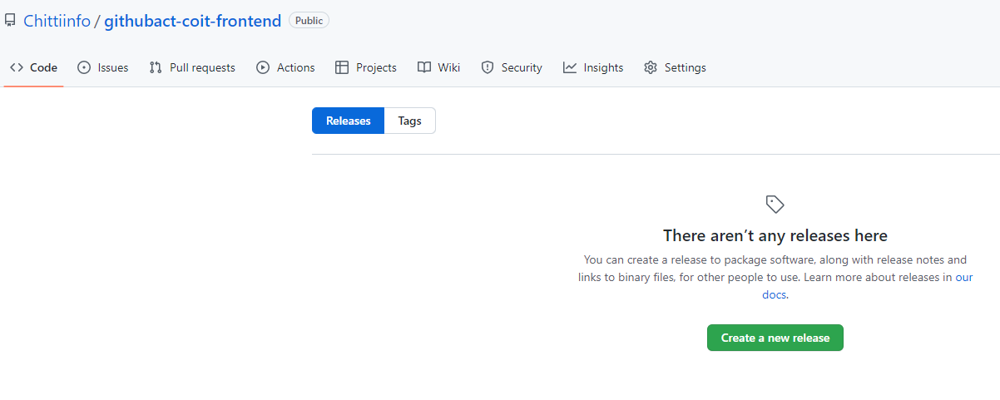 Chittiinfo / githubact-coit-frontend Public
Code Issues Pull requests Actions Projects Wiki Security Insights Settings
Releases Tags
There aren’t any releases here
You can create a release to package software, along with release notes and
links to binary files, for other people to use. Learn more about releases in our
docs.
Create a new release